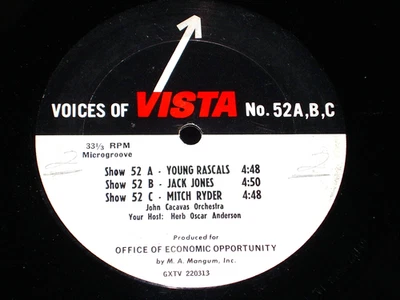 VOICES OF VISTA No. 52A,B,C
33⅓ RPM
Microgroove
2
2
Show 52 A - YOUNG RASCALS 4:48
Show 52 B - JACK JONES 4:50
Show 52 C - MITCH RYDER 4:48
John Cacavas Orchestra
Your Host: Herb Oscar Anderson
Produced for
OFFICE OF ECONOMIC OPPORTUNITY
by M. A. Mangum, Inc.
GXTV 220313